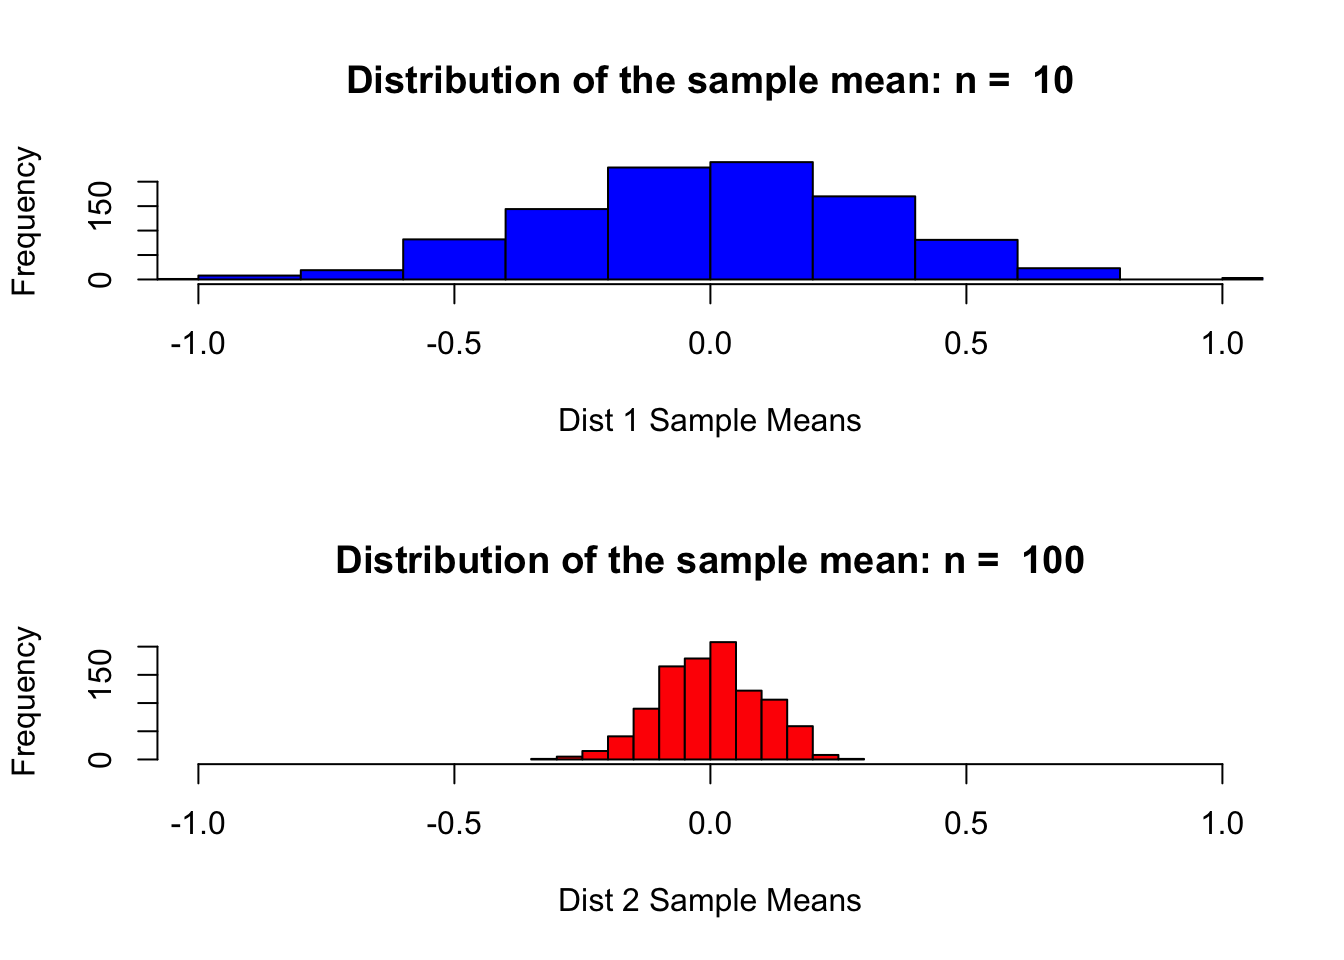 Distribution of the sample mean: n =  10
Frequency
150
0
-1.0 -0.5 0.0 0.5 1.0
Dist 1 Sample Means
Distribution of the sample mean: n =  100
Frequency
150
0
-1.0 -0.5 0.0 0.5 1.0
Dist 2 Sample Means